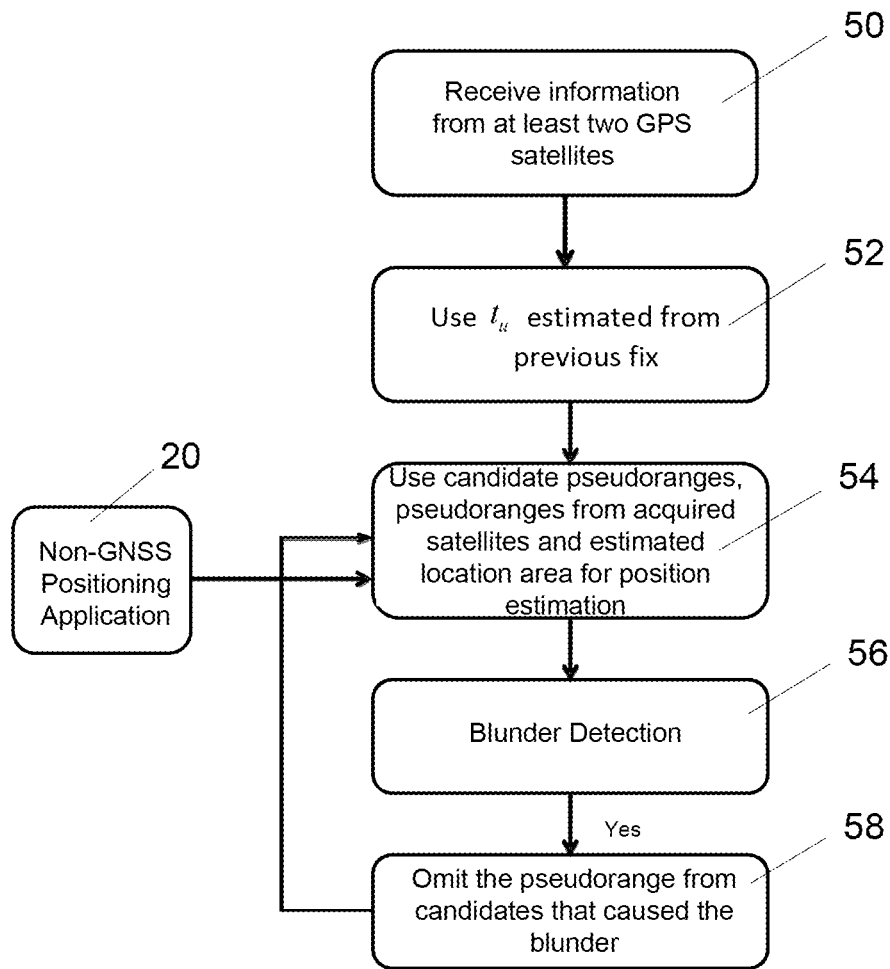 50
Receive information
from at least two GPS
satellites
52
Use t_u estimated from
previous fix
20
Non-GNSS
Positioning
Application
54
Use candidate pseudoranges,
pseudoranges from acquired
satellites and estimated
location area for position
estimation
56
Blunder Detection
Yes
58
Omit the pseudorange from
candidates that caused the
blunder